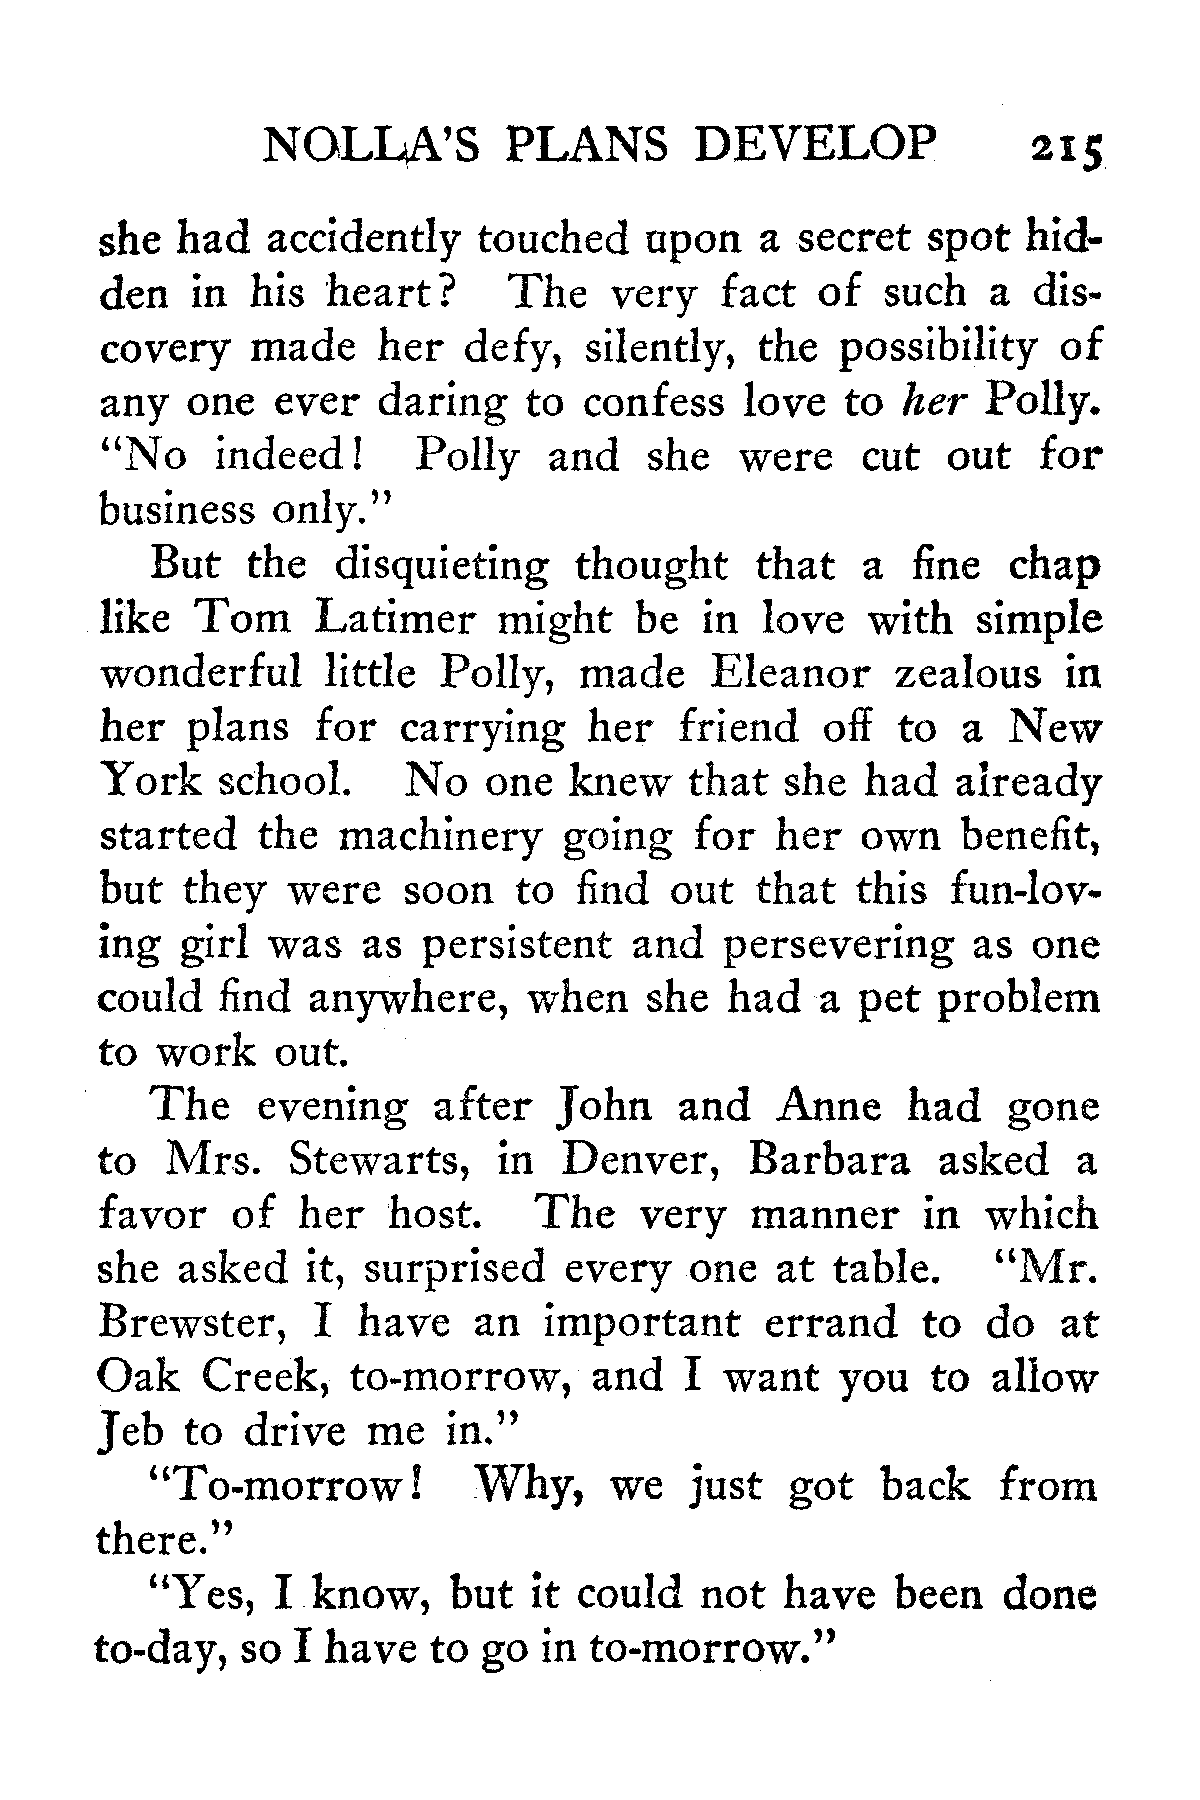 NOLLA'S PLANS DEVELOP 215
she had accidently touched upon a secret spot hid-
den in his heart? The very fact of such a dis-
covery made her defy, silently, the possibility of
any one ever daring to confess love to her Polly.
"No indeed! Polly and she were cut out for
business only."
But the disquieting thought that a fine chap
like Tom Latimer might be in love with simple
wonderful little Polly, made Eleanor zealous in
her plans for carrying her friend off to a New
York school. No one knew that she had already
started the machinery going for her own benefit,
but they were soon to find out that this fun-lov-
ing girl was as persistent and persevering as one
could find anywhere, when she had a pet problem
to work out.
The evening after John and Anne had gone
to Mrs. Stewarts, in Denver, Barbara asked a
favor of her host. The very manner in which
she asked it, surprised every one at table. "Mr.
Brewster, I have an important errand to do at
Oak Creek, to-morrow, and I want you to allow
Jeb to drive me in."
"To-morrow! Why, we just got back from
there."
"Yes, I know, but it could not have been done
to-day, so I have to go in to-morrow."